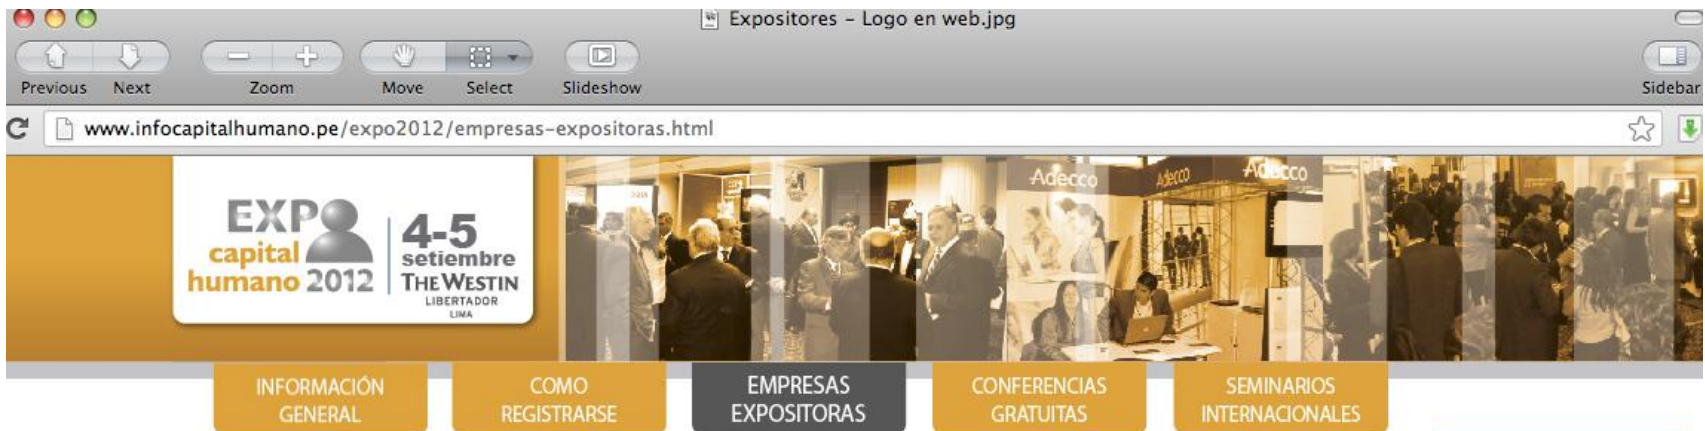 Expositores – Logo en web.jpg
Previous Next Zoom Move Select Slideshow Sidebar
www.infocapitalhumano.pe/expo2012/empresas-expositoras.html
EXPO
capital
humano 2012
4-5
setiembre
THE WESTIN
LIBERTADOR
LIMA
Adecco Adecco Adecco
INFORMACIÓN
GENERAL
COMO
REGISTRARSE
EMPRESAS
EXPOSITORAS
CONFERENCIAS
GRATUITAS
SEMINARIOS
INTERNACIONALES